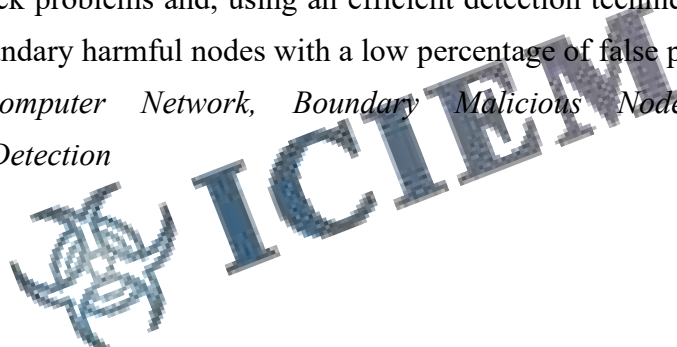 ck problems and, using an efficient detection techni
undary harmful nodes with a low percentage of false p
omputer Network, Boundary Malicious Node
Detection
ICIEM